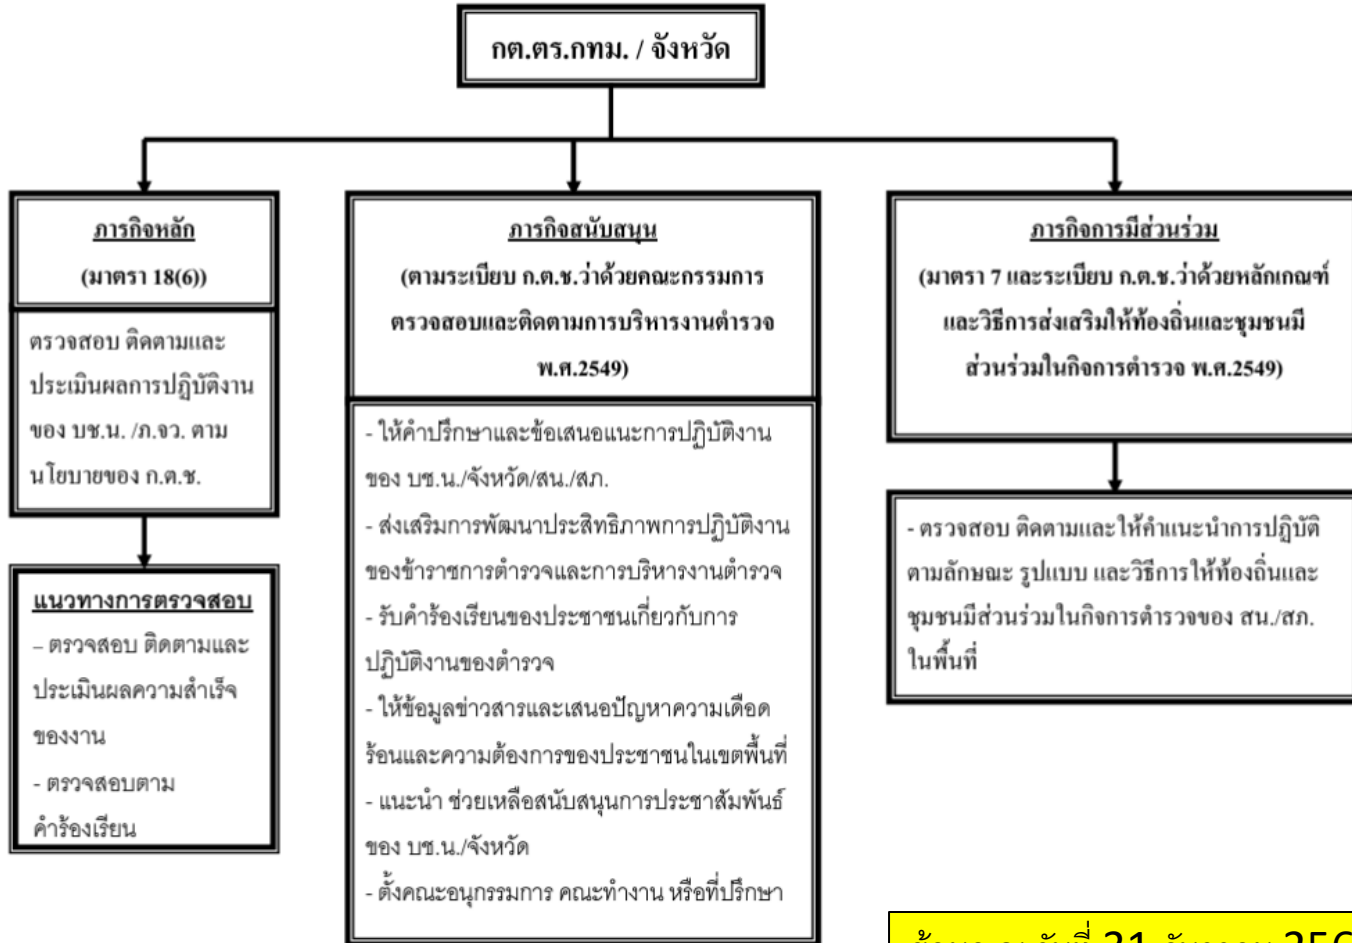 กต.ตร.กทม. / จังหวัด
ภารกิจหลัก
(มาตรา 18(6))
ตรวจสอบ ติดตามและ
ประเมินผลการปฏิบัติงาน
ของ บช.น. /ภ.จว. ตาม
นโยบายของ ก.ต.ช.
แนวทางการตรวจสอบ
– ตรวจสอบ ติดตามและ
ประเมินผลความสำเร็จ
ของงาน
- ตรวจสอบตาม
คำร้องเรียน
ภารกิจสนับสนุน
(ตามระเบียบ ก.ต.ช.ว่าด้วยคณะกรรมการ
ตรวจสอบและติดตามการบริหารงานตำรวจ
พ.ศ.2549)
- ให้คำปรึกษาและข้อเสนอแนะการปฏิบัติงาน
ของ บช.น./จังหวัด/สน./สภ.
- ส่งเสริมการพัฒนาประสิทธิภาพการปฏิบัติงาน
ของข้าราชการตำรวจและการบริหารงานตำรวจ
- รับคำร้องเรียนของประชาชนเกี่ยวกับการ
ปฏิบัติงานของตำรวจ
- ให้ข้อมูลข่าวสารและเสนอปัญหาความเดือด
ร้อนและความต้องการของประชาชนในเขตพื้นที่
- แนะนำ ช่วยเหลือสนับสนุนการประชาสัมพันธ์
ของ บช.น./จังหวัด
- ตั้งคณะอนุกรรมการ คณะทำงาน หรือที่ปรึกษา
ภารกิจการมีส่วนร่วม
(มาตรา 7 และระเบียบ ก.ต.ช.ว่าด้วยหลักเกณฑ์
และวิธีการส่งเสริมให้ท้องถิ่นและชุมชนมี
ส่วนร่วมในกิจการตำรวจ พ.ศ.2549)
- ตรวจสอบ ติดตามและให้คำแนะนำการปฏิบัติ
ตามลักษณะ รูปแบบ และวิธีการให้ท้องถิ่นและ
ชุมชนมีส่วนร่วมในกิจการตำรวจของ สน./สภ.
ในพื้นที่
วันที่ 31